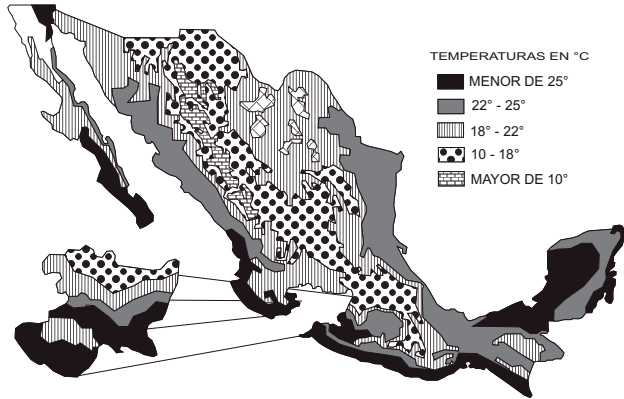 TEMPERATURAS EN °C
MENOR DE 25°
22° - 25°
18° - 22°
10 - 18°
MAYOR DE 10°